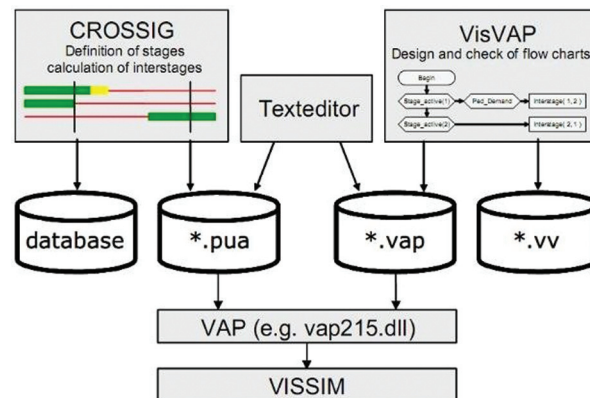 CROSSIG
Definition of stages
calculation of interstages
Texteditor
VisVAP
Design and check of flow charts
Begin
Stage_active(1)
Ped_Demand
Interstage( 1, 2 )
Stage_active(2)
Interstage( 2, 1 )
database
*.pua
*.vap
*.vv
VAP (e.g. vap215.dll)
VISSIM